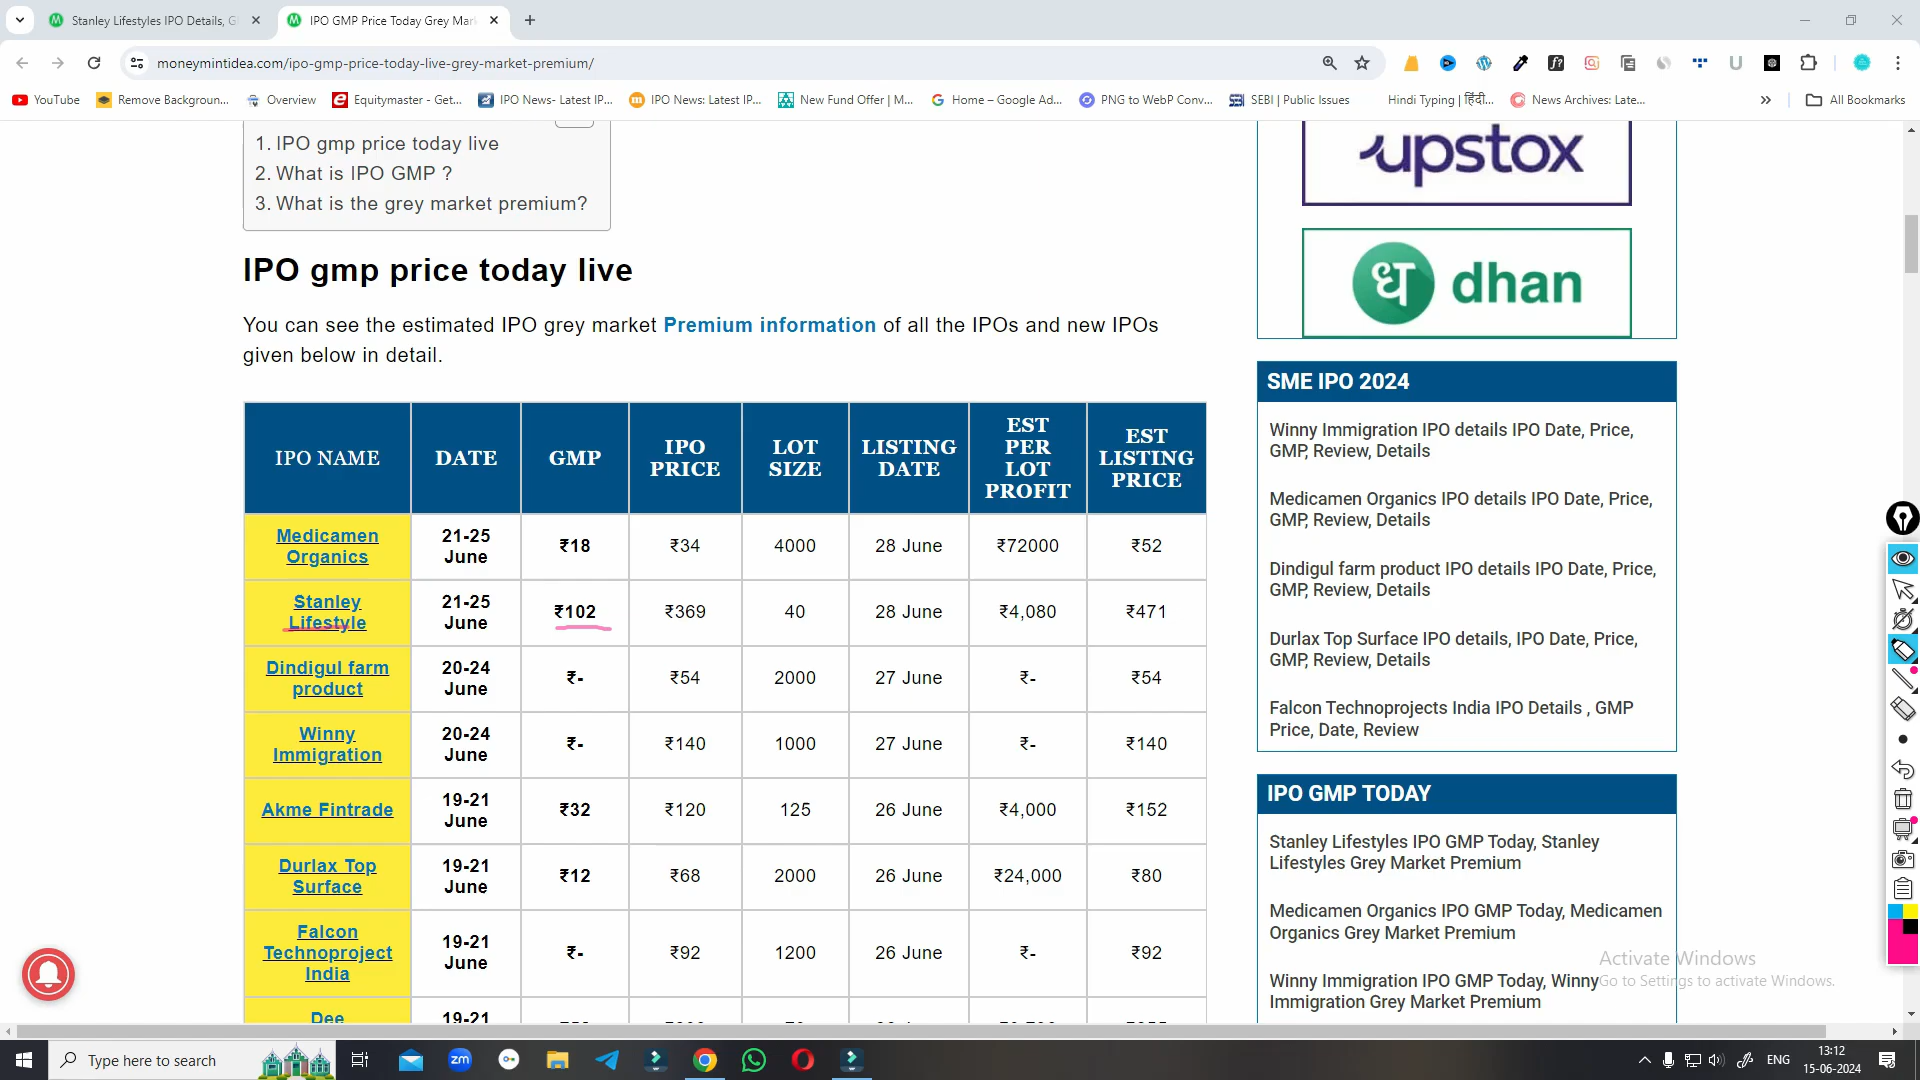 Stanley Lifestyles IPO Details, G
IPO GMP Price Today Grey Mar
moneymintidea.com/ipo-gmp-price-today-live-grey-market-premium/
YouTube
Remove Backgroun...
Overview
Equitymaster - Get...
IPO News- Latest IP...
IPO News: Latest IP...
New Fund Offer | M...
Home – Google Ad...
PNG to WebP Conv...
SEBI | Public Issues
Hindi Typing | हिंदी...
News Archives: Late...
All Bookmarks
1. IPO gmp price today live
2. What is IPO GMP ?
3. What is the grey market premium?
IPO gmp price today live
You can see the estimated IPO grey market Premium information of all the IPOs and new IPOs
given below in detail.
IPO NAME
DATE
GMP
IPO
PRICE
LOT
SIZE
LISTING
DATE
EST
PER
LOT
PROFIT
EST
LISTING
PRICE
Medicamen
Organics
21-25
June
₹18
₹34
4000
28 June
₹72000
₹52
Stanley
Lifestyle
21-25
June
₹102
₹369
40
28 June
₹4,080
₹471
Dindigul farm
product
20-24
June
₹-
₹54
2000
27 June
₹-
₹54
Winny
Immigration
20-24
June
₹-
₹140
1000
27 June
₹-
₹140
Akme Fintrade
19-21
June
₹32
₹120
125
26 June
₹4,000
₹152
Durlax Top
Surface
19-21
June
₹12
₹68
2000
26 June
₹24,000
₹80
Falcon
Technoproject
India
19-21
June
₹-
₹92
1200
26 June
₹-
₹92
Dee
19-21
upstox
ध dhan
SME IPO 2024
Winny Immigration IPO details IPO Date, Price,
GMP, Review, Details
Medicamen Organics IPO details IPO Date, Price,
GMP, Review, Details
Dindigul farm product IPO details IPO Date, Price,
GMP, Review, Details
Durlax Top Surface IPO details, IPO Date, Price,
GMP, Review, Details
Falcon Technoprojects India IPO Details , GMP
Price, Date, Review
IPO GMP TODAY
Stanley Lifestyles IPO GMP Today, Stanley
Lifestyles Grey Market Premium
Medicamen Organics IPO GMP Today, Medicamen
Organics Grey Market Premium
Winny Immigration IPO GMP Today, Winny
Immigration Grey Market Premium
Activate Windows
Go to Settings to activate Windows.
Type here to search
zm
ENG
13:12
15-06-2024